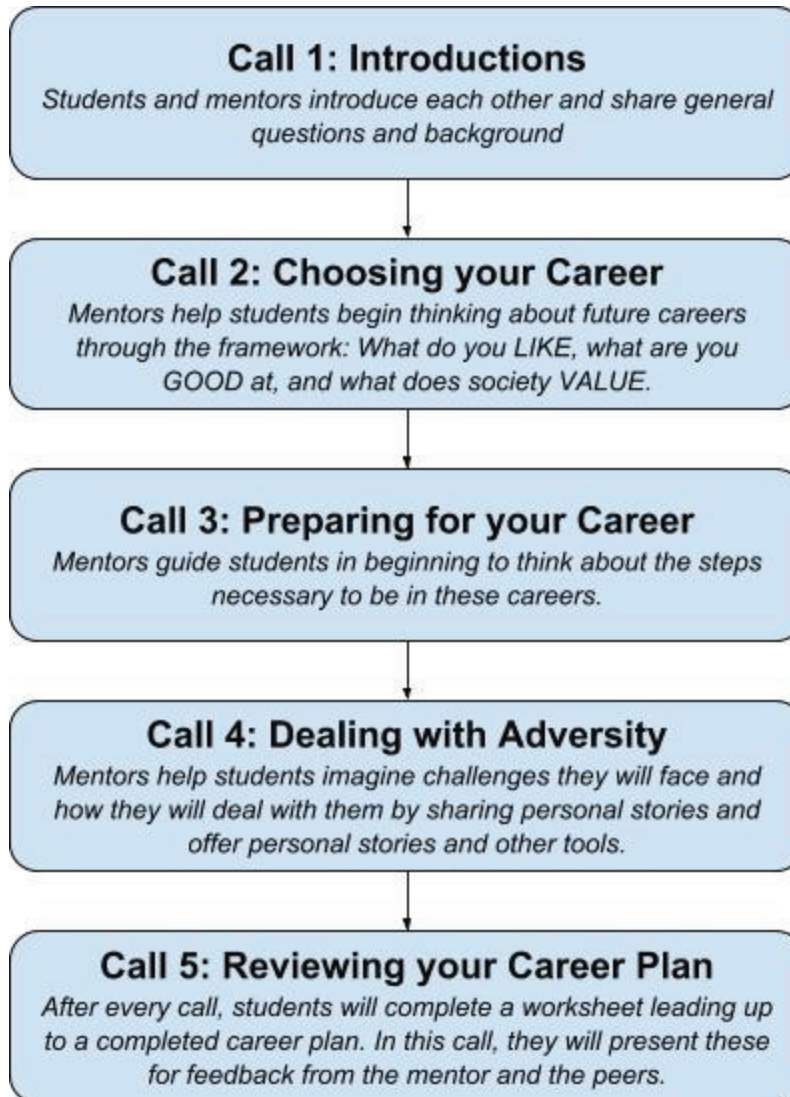 Call 1: Introductions
Students and mentors introduce each other and share general
questions and background
Call 2: Choosing your Career
Mentors help students begin thinking about future careers
through the framework: What do you LIKE, what are you
GOOD at, and what does society VALUE.
Call 3: Preparing for your Career
Mentors guide students in beginning to think about the steps
necessary to be in these careers.
Call 4: Dealing with Adversity
Mentors help students imagine challenges they will face and
how they will deal with them by sharing personal stories and
offer personal stories and other tools.
Call 5: Reviewing your Career Plan
After every call, students will complete a worksheet leading up
to a completed career plan. In this call, they will present these
for feedback from the mentor and the peers.